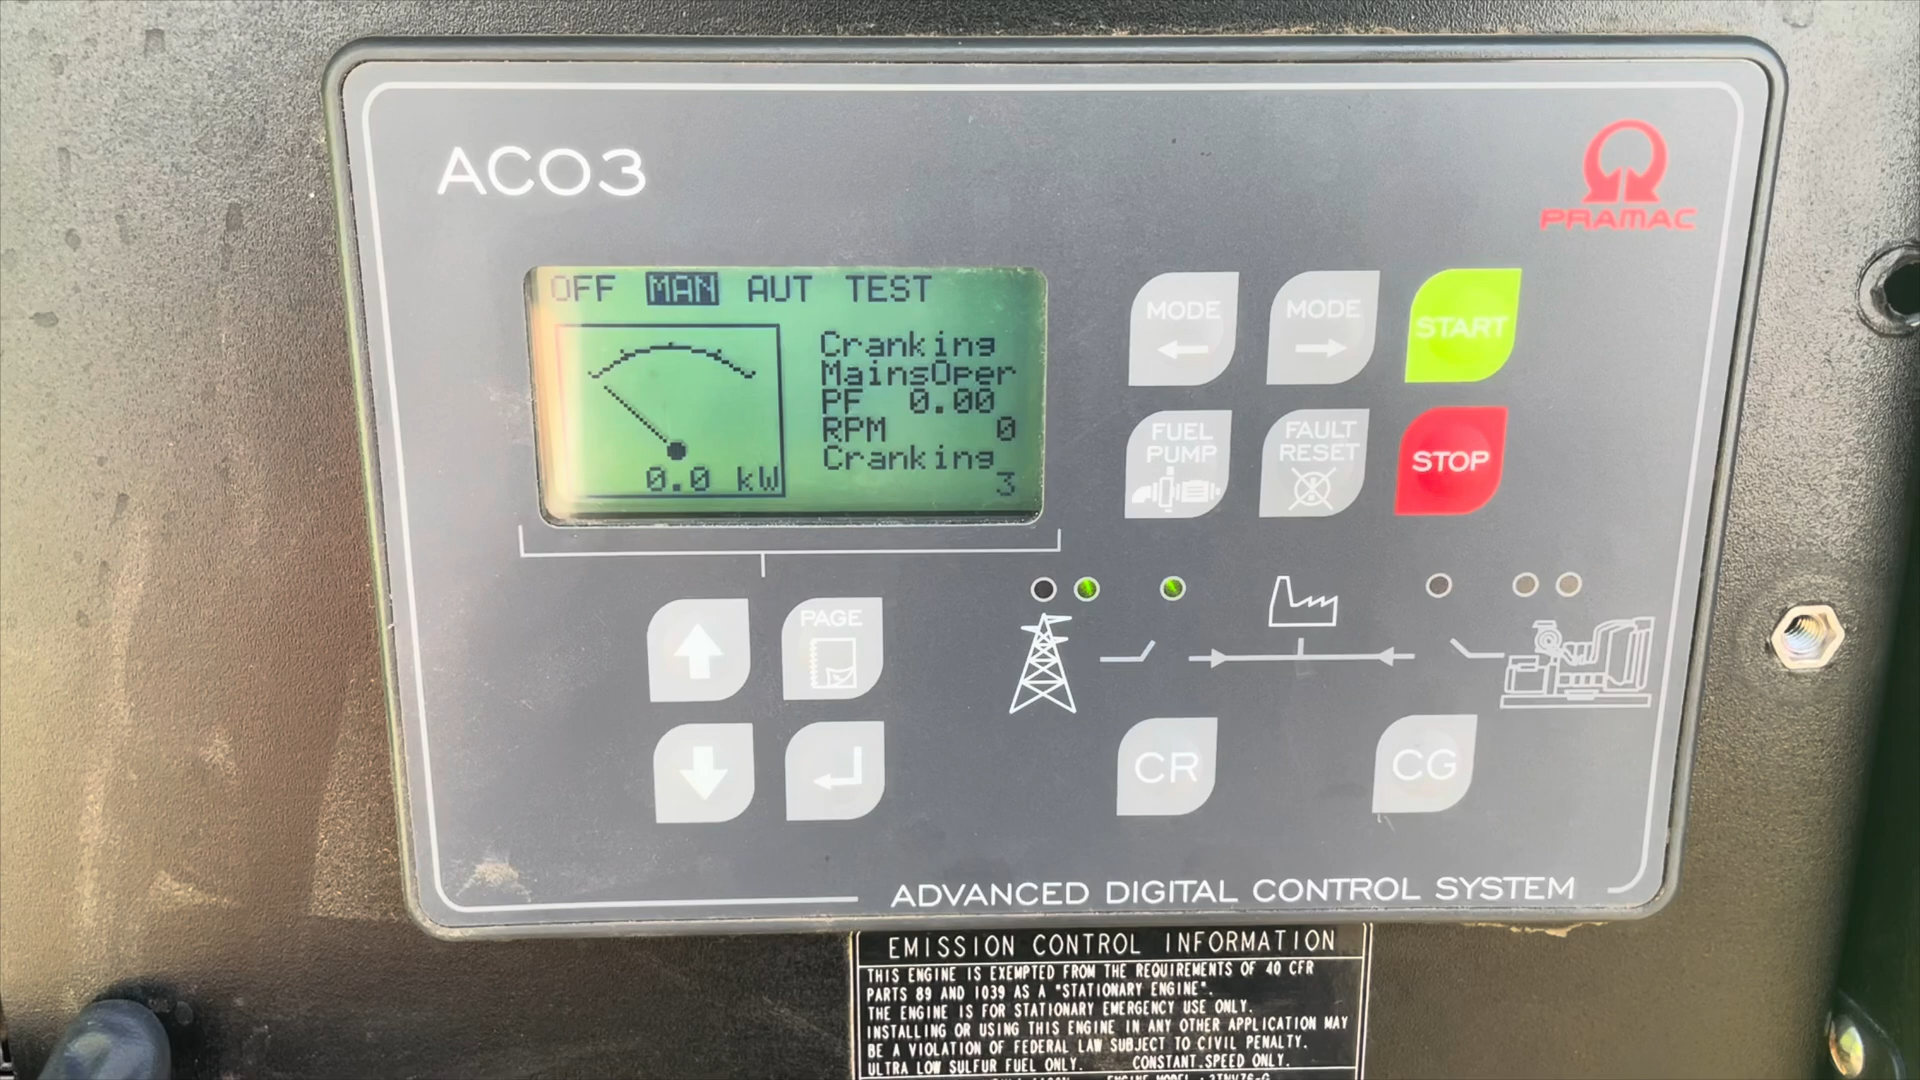 ACO3
PRAMAC
OFF MAN AUT TEST
Cranking
MainsOper
PF 0.00
RPM 0
Cranking
3
0.0 kW
MODE
MODE
START
FUEL PUMP
FAULT RESET
STOP
PAGE
CR
CG
ADVANCED DIGITAL CONTROL SYSTEM
EMISSION CONTROL INFORMATION
THIS ENGINE IS EXEMPTED FROM THE REQUIREMENTS OF 40 CFR
PARTS 89 AND 1039 AS A "STATIONARY ENGINE".
THE ENGINE IS FOR STATIONARY EMERGENCY USE ONLY.
INSTALLING OR USING THIS ENGINE IN ANY OTHER APPLICATION MAY
BE A VIOLATION OF FEDERAL LAW SUBJECT TO CIVIL PENALTY.
ULTRA LOW SULFUR FUEL ONLY. CONSTANT SPEED ONLY.
ENGINE MODEL : 3TNV76-G